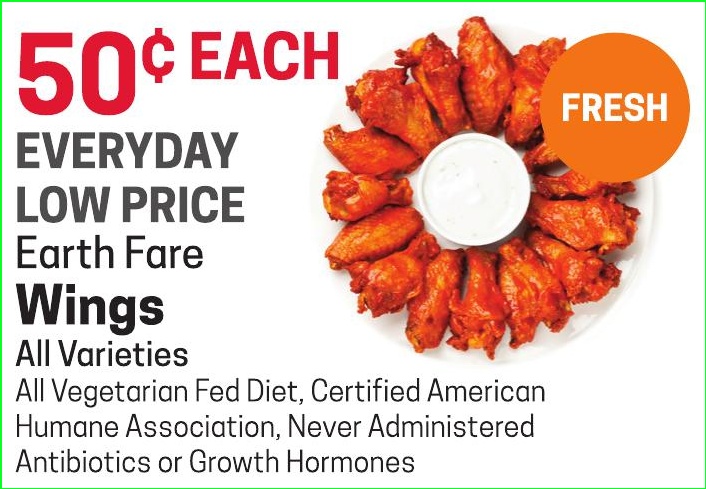 50¢ EACH
EVERYDAY
LOW PRICE
Earth Fare
Wings
All Varieties
All Vegetarian Fed Diet, Certified American
Humane Association, Never Administered
Antibiotics or Growth Hormones
FRESH